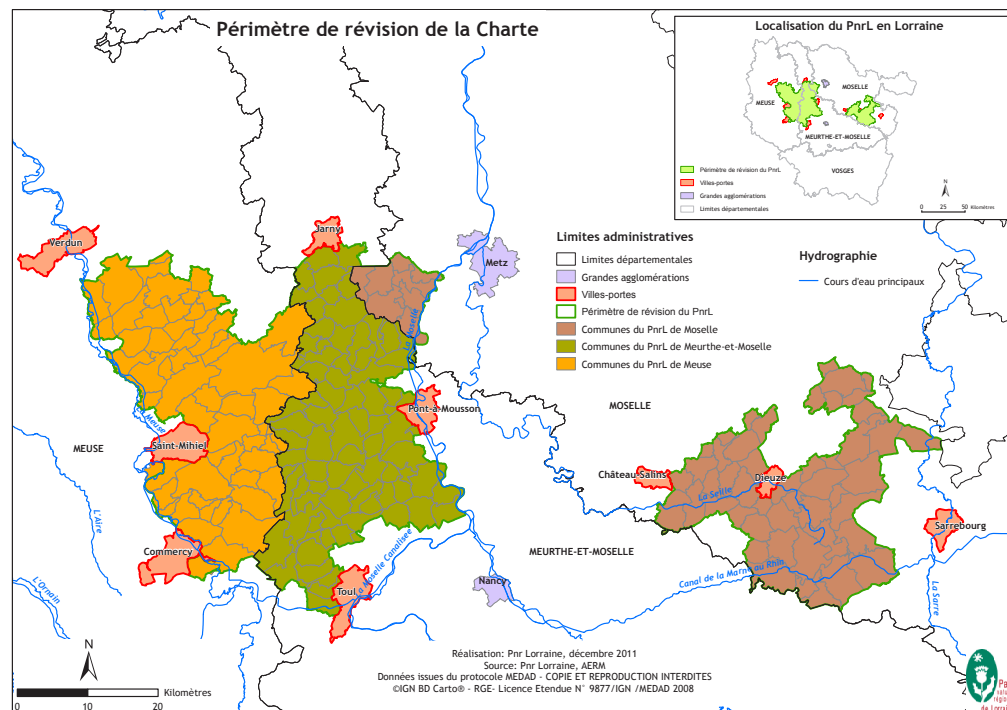 Périmètre de révision de la Charte
Localisation du PnrL en Lorraine
MOSELLE
MEUSE
MEURTHE-ET-MOSELLE
VOSGES
Périmètre de révision du PnrL
Villes-portes
Grandes agglomérations
Limites départementales
N
0 25 50 Kilomètres
Verdun
Jarny
Metz
Limites administratives
Limites départementales
Grandes agglomérations
Villes-portes
Périmètre de révision du PnrL
Communes du PnrL de Moselle
Communes du PnrL de Meurthe-et-Moselle
Communes du PnrL de Meuse
Hydrographie
Cours d'eau principaux
La Moselle
Pont-à-Mousson
MOSELLE
La Meuse
Saint-Mihiel
MEUSE
Château-Salins
Dieuze
La Seille
L'Aire
Sarrebourg
Commercy
MEURTHE-ET-MOSELLE
La Moselle Canalisée
Canal de la Marne au Rhin
L'Ornain
Toul
Nancy
La Sarre
N
Kilomètres
0 10 20
Réalisation: Pnr Lorraine, décembre 2011
Source: Pnr Lorraine, AERM
Données issues du protocole MEDAD - COPIE ET REPRODUCTION INTERDITES
©IGN BD Carto® - RGE- Licence Etendue N° 9877/IGN /MEDAD 2008
Pa
natu
régio
de Lorrai